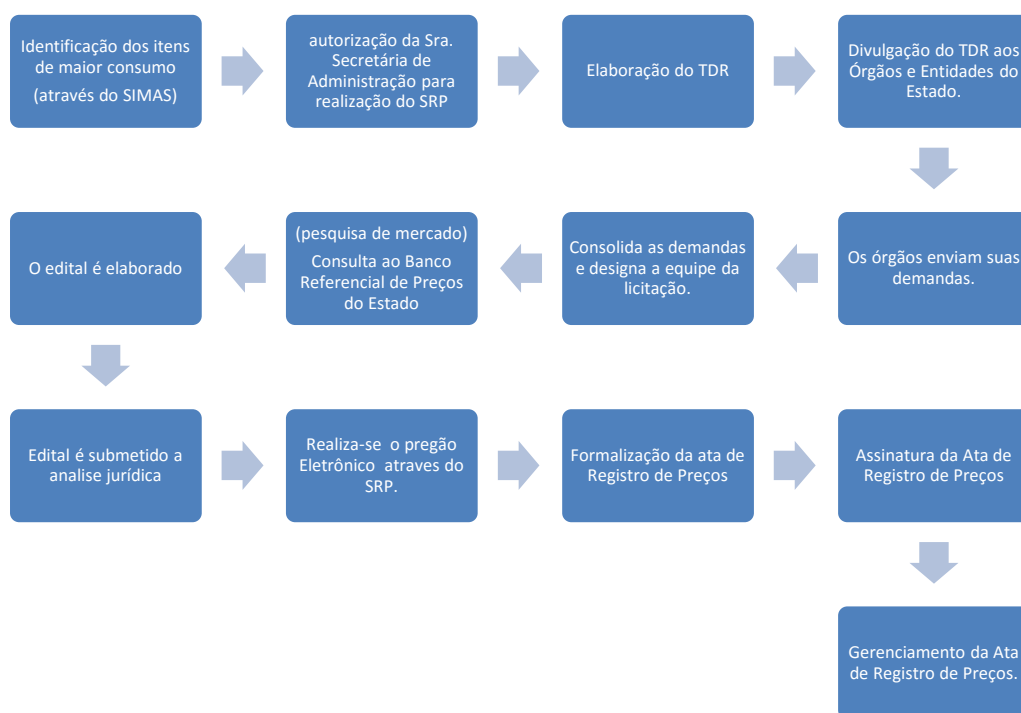 Identificação dos itens
de maior consumo
(através do SIMAS)
autorização da Sra.
Secretária de
Administração para
realização do SRP
Elaboração do TDR
Divulgação do TDR aos
Órgãos e Entidades do
Estado.
Os órgãos enviam suas
demandas.
Consolida as demandas
e designa a equipe da
licitação.
(pesquisa de mercado)
Consulta ao Banco
Referencial de Preços
do Estado
O edital é elaborado
Edital é submetido a
analise jurídica
Realiza-se o pregão
Eletrônico atraves do
SRP.
Formalização da ata de
Registro de Preços
Assinatura da Ata de
Registro de Preços
Gerenciamento da Ata
de Registro de Preços.